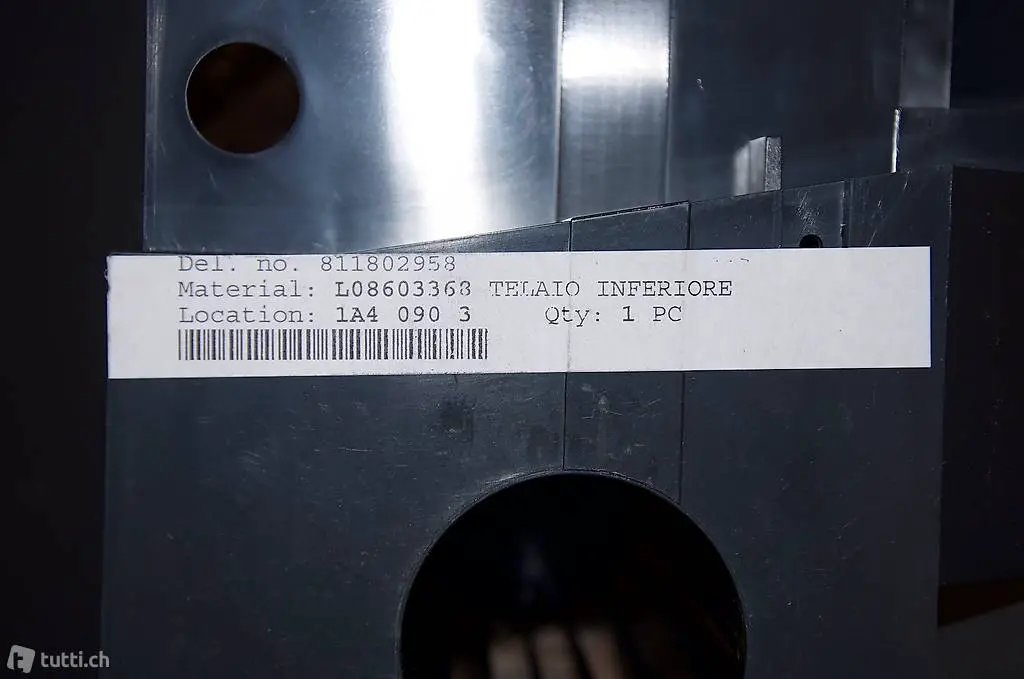 Del. no. 811802958
Material: L08603368 TELAIO INFERIORE
Location: 1A4 090 3 Qty: 1 PC
tutti.ch